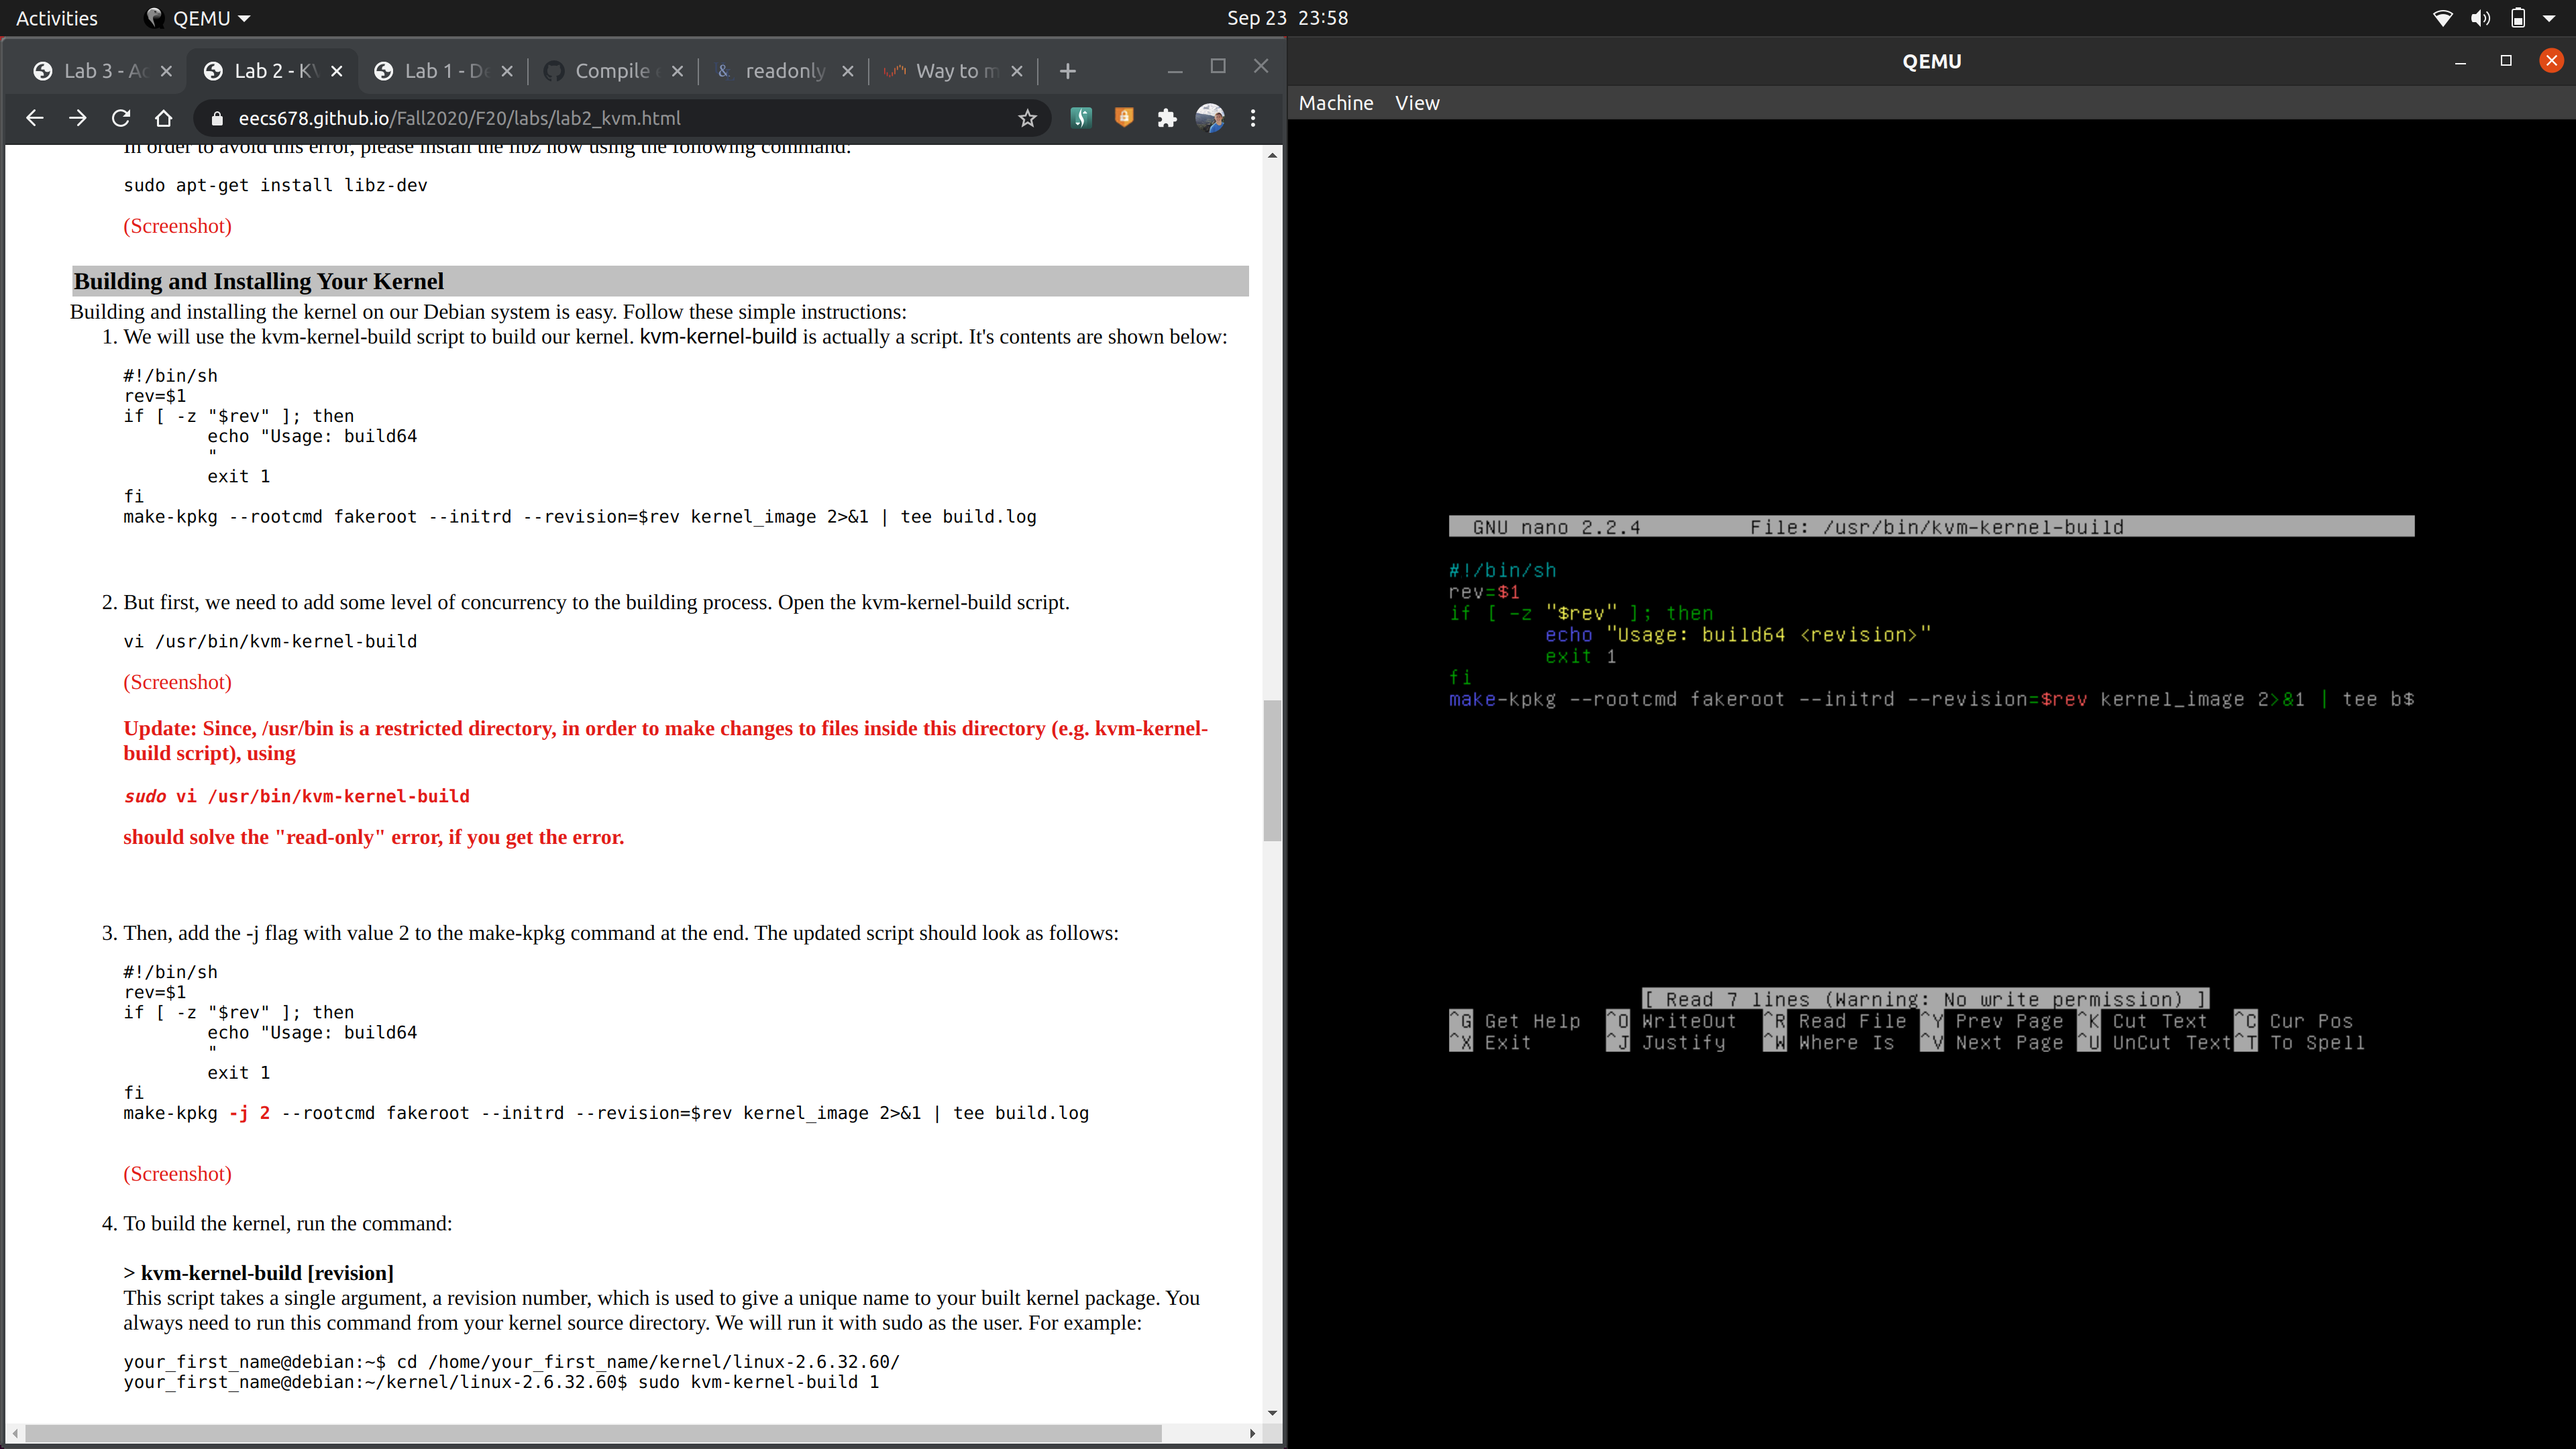 Activities QEMU Sep 23 23:58
Lab 3 - Ac Lab 2 - KV Lab 1 - De Compile readonly Way to m
eecs678.github.io/Fall2020/F20/labs/lab2_kvm.html
In order to avoid this error, please install the libz now using the following command:
sudo apt-get install libz-dev
(Screenshot)
Building and Installing Your Kernel
Building and installing the kernel on our Debian system is easy. Follow these simple instructions:
1. We will use the kvm-kernel-build script to build our kernel. kvm-kernel-build is actually a script. It's contents are shown below:
#!/bin/sh
rev=$1
if [ -z "$rev" ]; then
echo "Usage: build64
"
exit 1
fi
make-kpkg --rootcmd fakeroot --initrd --revision=$rev kernel_image 2>&1 | tee build.log
2. But first, we need to add some level of concurrency to the building process. Open the kvm-kernel-build script.
vi /usr/bin/kvm-kernel-build
(Screenshot)
Update: Since, /usr/bin is a restricted directory, in order to make changes to files inside this directory (e.g. kvm-kernel-
build script), using
sudo vi /usr/bin/kvm-kernel-build
should solve the "read-only" error, if you get the error.
3. Then, add the -j flag with value 2 to the make-kpkg command at the end. The updated script should look as follows:
#!/bin/sh
rev=$1
if [ -z "$rev" ]; then
echo "Usage: build64
"
exit 1
fi
make-kpkg -j 2 --rootcmd fakeroot --initrd --revision=$rev kernel_image 2>&1 | tee build.log
(Screenshot)
4. To build the kernel, run the command:
> kvm-kernel-build [revision]
This script takes a single argument, a revision number, which is used to give a unique name to your built kernel package. You
always need to run this command from your kernel source directory. We will run it with sudo as the user. For example:
your_first_name@debian:~$ cd /home/your_first_name/kernel/linux-2.6.32.60/
your_first_name@debian:~/kernel/linux-2.6.32.60$ sudo kvm-kernel-build 1
QEMU
Machine View
GNU nano 2.2.4 File: /usr/bin/kvm-kernel-build
#!/bin/sh
rev=$1
if [ -z "$rev" ]; then
echo "Usage: build64 <revision>"
exit 1
fi
make-kpkg --rootcmd fakeroot --initrd --revision=$rev kernel_image 2>&1 | tee b$
[ Read 7 lines (Warning: No write permission) ]
^G Get Help ^O WriteOut ^R Read File ^Y Prev Page ^K Cut Text ^C Cur Pos
^X Exit ^J Justify ^W Where Is ^V Next Page ^U UnCut Text ^T To Spell